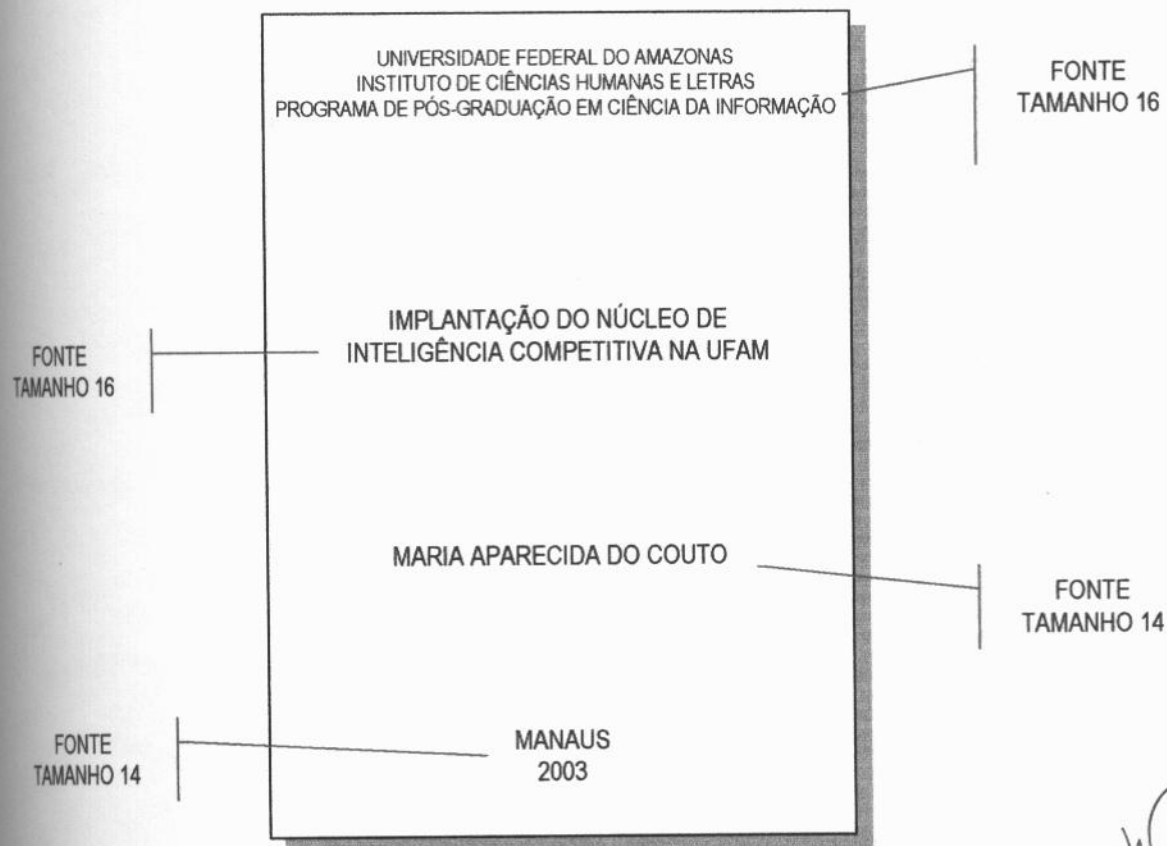 UNIVERSIDADE FEDERAL DO AMAZONAS
INSTITUTO DE CIÊNCIAS HUMANAS E LETRAS
PROGRAMA DE PÓS-GRADUAÇÃO EM CIÊNCIA DA INFORMAÇÃO
FONTE
TAMANHO 16
IMPLANTAÇÃO DO NÚCLEO DE
INTELIGÊNCIA COMPETITIVA NA UFAM
FONTE
TAMANHO 16
MARIA APARECIDA DO COUTO
FONTE
TAMANHO 14
MANAUS
2003
FONTE
TAMANHO 14